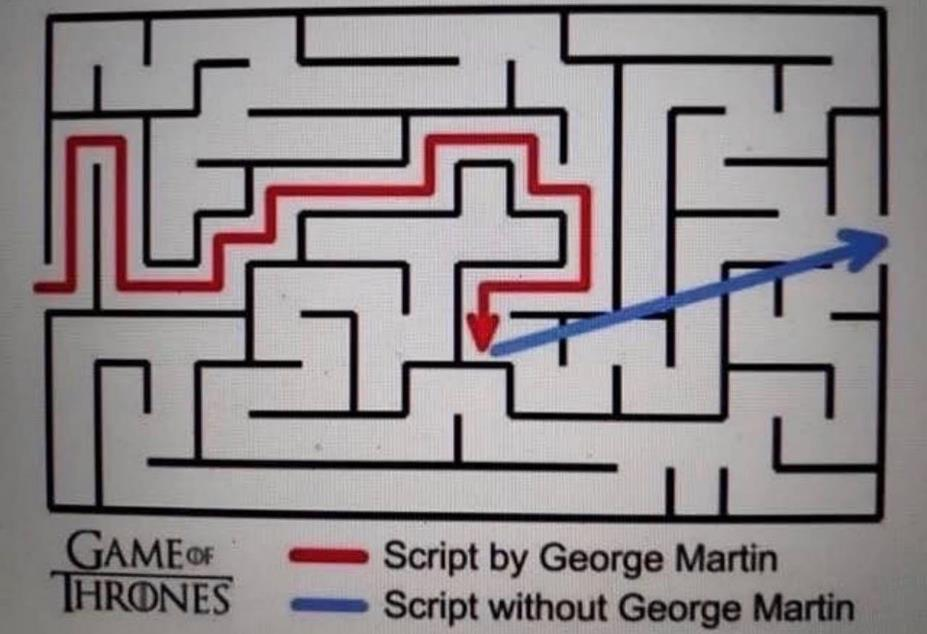 GAME OF
THRONES
Script by George Martin
Script without George Martin